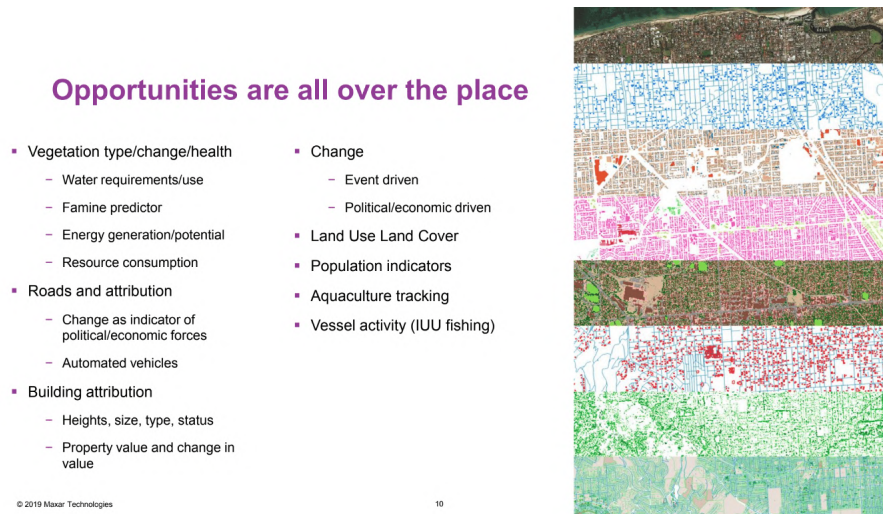 Opportunities are all over the place
▪ Vegetation type/change/health
– Water requirements/use
– Famine predictor
– Energy generation/potential
– Resource consumption
▪ Roads and attribution
– Change as indicator of
political/economic forces
– Automated vehicles
▪ Building attribution
– Heights, size, type, status
– Property value and change in
value
▪ Change
– Event driven
– Political/economic driven
▪ Land Use Land Cover
▪ Population indicators
▪ Aquaculture tracking
▪ Vessel activity (IUU fishing)
© 2019 Maxar Technologies
10